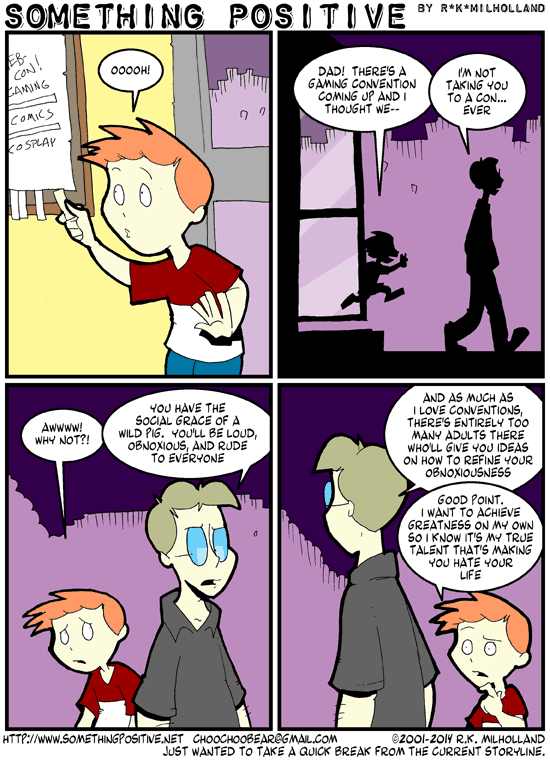 SOMETHING POSITIVE BY R*K*MILHOLLAND
EB-
CON!
GAMING
COMICS
COSPLAY
OOOOH!
DAD! THERE'S A
GAMING CONVENTION
COMING UP AND I
THOUGHT WE--
I'M NOT
TAKING YOU
TO A CON...
EVER
AWWWW!
WHY NOT?!
YOU HAVE THE
SOCIAL GRACE OF A
WILD PIG. YOU'LL BE LOUD,
OBNOXIOUS, AND RUDE
TO EVERYONE
AND AS MUCH AS
I LOVE CONVENTIONS,
THERE'S ENTIRELY TOO
MANY ADULTS THERE
WHO'LL GIVE YOU IDEAS
ON HOW TO REFINE YOUR
OBNOXIOUSNESS
GOOD POINT.
I WANT TO ACHIEVE
GREATNESS ON MY OWN
SO I KNOW IT'S MY TRUE
TALENT THAT'S MAKING
YOU HATE YOUR
LIFE
HTTP://WWW.SOMETHINGPOSITIVE.NET CHOOCHOOBEAR@GMAIL.COM ©2001-2014 R.K. MILHOLLAND
JUST WANTED TO TAKE A QUICK BREAK FROM THE CURRENT STORYLINE.